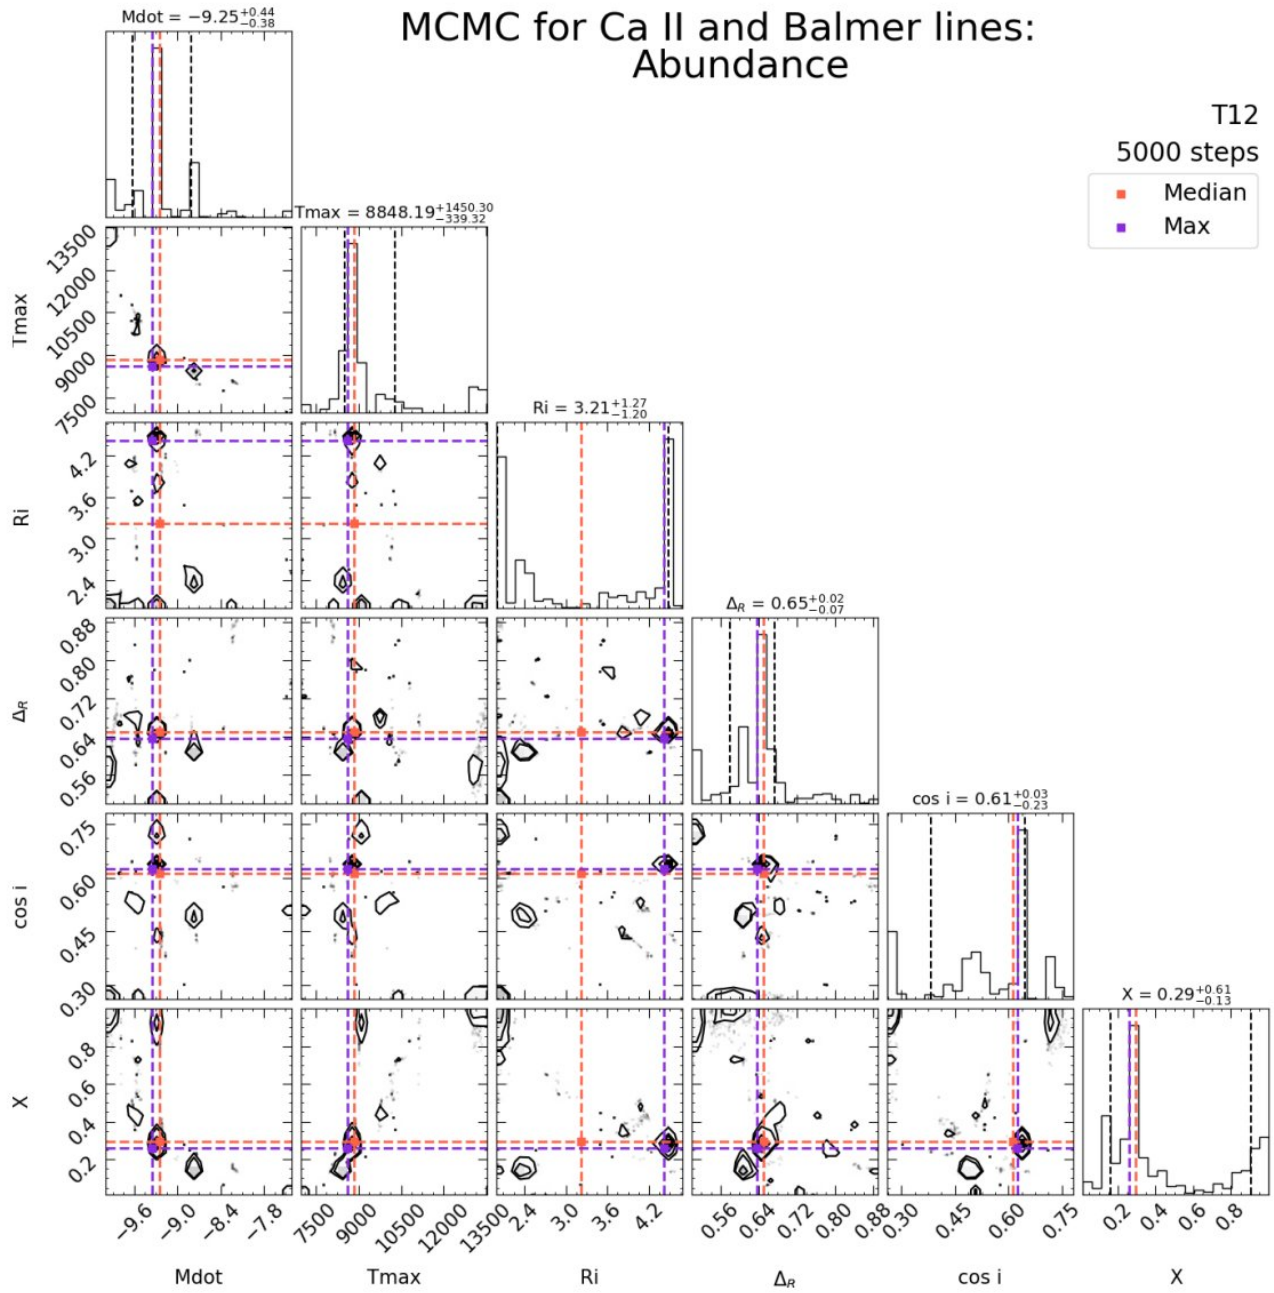 MCMC for Ca II and Balmer lines:
Abundance
T12
5000 steps
Median
Max
Mdot = −9.25+0.44−0.38
Tmax = 8848.19+1450.30−339.32
Ri = 3.21+1.27−1.20
ΔR = 0.65+0.02−0.07
cos i = 0.61+0.03−0.23
X = 0.29+0.61−0.13
Tmax
13500
12000
10500
9000
7500
Ri
4.2
3.6
3.0
2.4
ΔR
0.88
0.80
0.72
0.64
0.56
cos i
0.75
0.60
0.45
0.30
X
0.8
0.6
0.4
0.2
−9.6 −9.0 −8.4 −7.8
7500 9000 10500 12000 13500
2.4 3.0 3.6 4.2
0.56 0.64 0.72 0.80 0.88
0.30 0.45 0.60 0.75
0.2 0.4 0.6 0.8
Mdot Tmax Ri ΔR cos i X